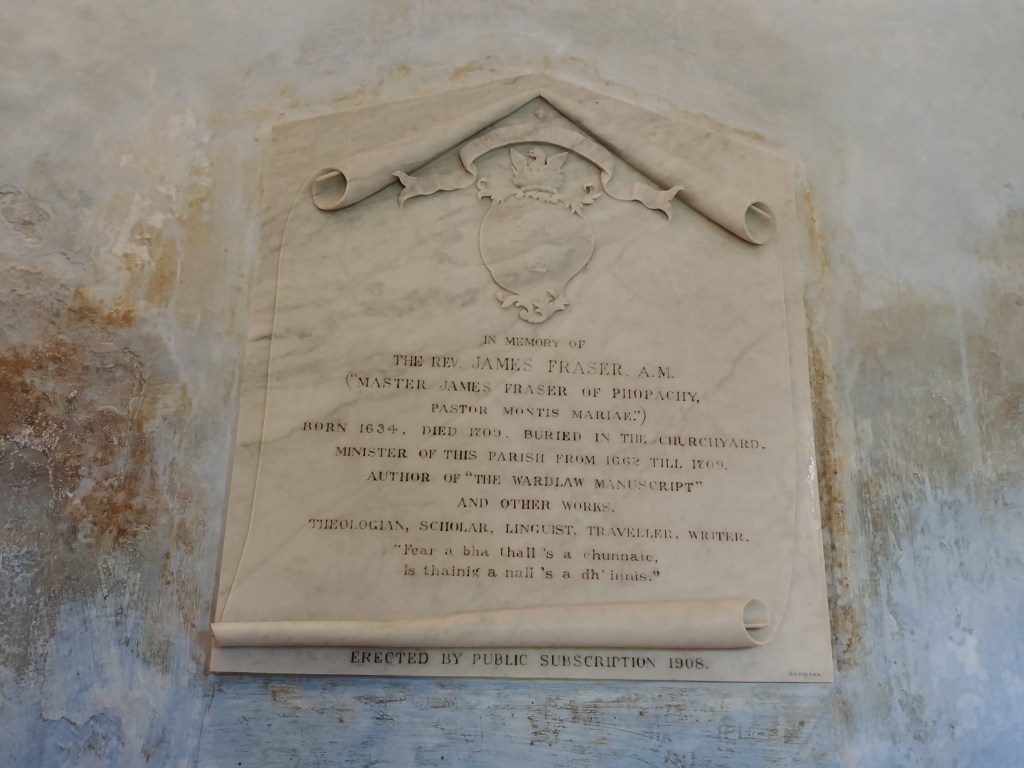 IN MEMORY OF
THE REV. JAMES FRASER, A.M.
("MASTER JAMES FRASER OF PHOPACHY,
PASTOR MONTIS MARIAE.")
BORN 1634. DIED 1709. BURIED IN THE CHURCHYARD.
MINISTER OF THIS PARISH FROM 1662 TILL 1709.
AUTHOR OF "THE WARDLAW MANUSCRIPT"
AND OTHER WORKS.
THEOLOGIAN, SCHOLAR, LINGUIST, TRAVELLER, WRITER.
"Fear a bha thall 's a chunnaic,
Is thainig a nall 's a dh' innis."
ERECTED BY PUBLIC SUBSCRIPTION 1908.